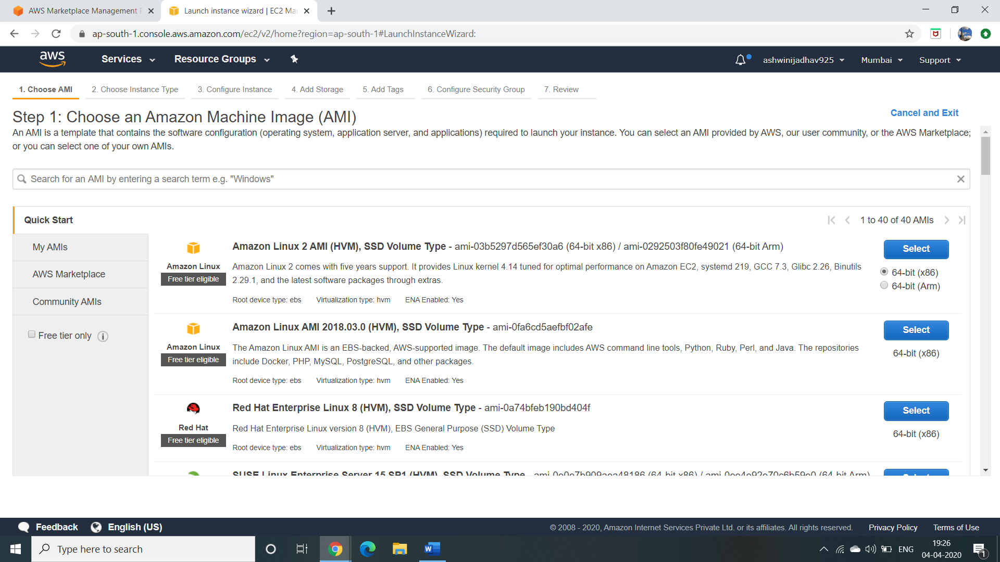 AWS Marketplace Management P
Launch instance wizard | EC2 Ma
ap-south-1.console.aws.amazon.com/ec2/v2/home?region=ap-south-1#LaunchInstanceWizard:
aws
Services
Resource Groups
ashwinijadhav925
Mumbai
Support
1. Choose AMI
2. Choose Instance Type
3. Configure Instance
4. Add Storage
5. Add Tags
6. Configure Security Group
7. Review
Step 1: Choose an Amazon Machine Image (AMI)
Cancel and Exit
An AMI is a template that contains the software configuration (operating system, application server, and applications) required to launch your instance. You can select an AMI provided by AWS, our user community, or the AWS Marketplace;
or you can select one of your own AMIs.
Search for an AMI by entering a search term e.g. "Windows"
Quick Start
1 to 40 of 40 AMIs
My AMIs
AWS Marketplace
Community AMIs
Free tier only
Amazon Linux
Free tier eligible
Amazon Linux 2 AMI (HVM), SSD Volume Type - ami-03b5297d565ef30a6 (64-bit x86) / ami-0292503f80fe49021 (64-bit Arm)
Amazon Linux 2 comes with five years support. It provides Linux kernel 4.14 tuned for optimal performance on Amazon EC2, systemd 219, GCC 7.3, Glibc 2.26, Binutils
2.29.1, and the latest software packages through extras.
Root device type: ebs Virtualization type: hvm ENA Enabled: Yes
Select
64-bit (x86)
64-bit (Arm)
Amazon Linux
Free tier eligible
Amazon Linux AMI 2018.03.0 (HVM), SSD Volume Type - ami-0fa6cd5aefbf02afe
The Amazon Linux AMI is an EBS-backed, AWS-supported image. The default image includes AWS command line tools, Python, Ruby, Perl, and Java. The repositories
include Docker, PHP, MySQL, PostgreSQL, and other packages.
Root device type: ebs Virtualization type: hvm ENA Enabled: Yes
Select
64-bit (x86)
Red Hat
Free tier eligible
Red Hat Enterprise Linux 8 (HVM), SSD Volume Type - ami-0a74bfeb190bd404f
Red Hat Enterprise Linux version 8 (HVM), EBS General Purpose (SSD) Volume Type
Root device type: ebs Virtualization type: hvm ENA Enabled: Yes
Select
64-bit (x86)
SUSE Linux Enterprise Server 15 SP1 (HVM), SSD Volume Type (64-bit x86) / (64-bit Arm)
Feedback
English (US)
© 2008 - 2020, Amazon Internet Services Private Ltd. or its affiliates. All rights reserved.
Privacy Policy
Terms of Use
Type here to search
ENG
19:26
04-04-2020
1